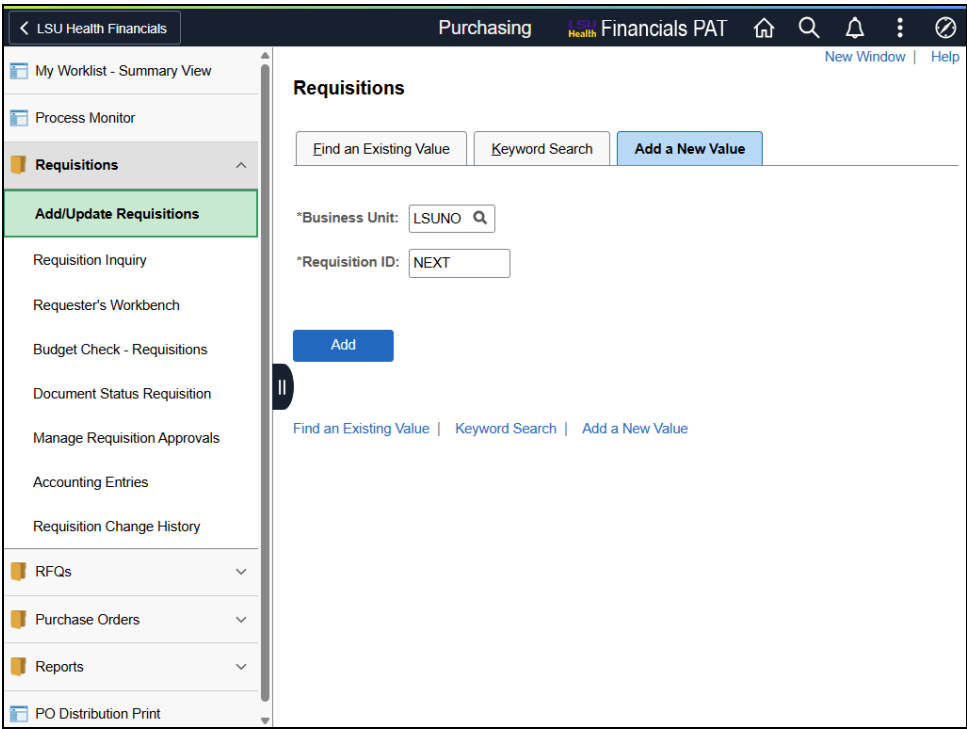 LSU Health Financials
Purchasing
LSU Health Financials PAT
New Window | Help
My Worklist - Summary View
Process Monitor
Requisitions
Add/Update Requisitions
Requisition Inquiry
Requester's Workbench
Budget Check - Requisitions
Document Status Requisition
Manage Requisition Approvals
Accounting Entries
Requisition Change History
RFQs
Purchase Orders
Reports
PO Distribution Print
Requisitions
Find an Existing Value
Keyword Search
Add a New Value
*Business Unit: LSUNO
*Requisition ID: NEXT
Add
Find an Existing Value | Keyword Search | Add a New Value